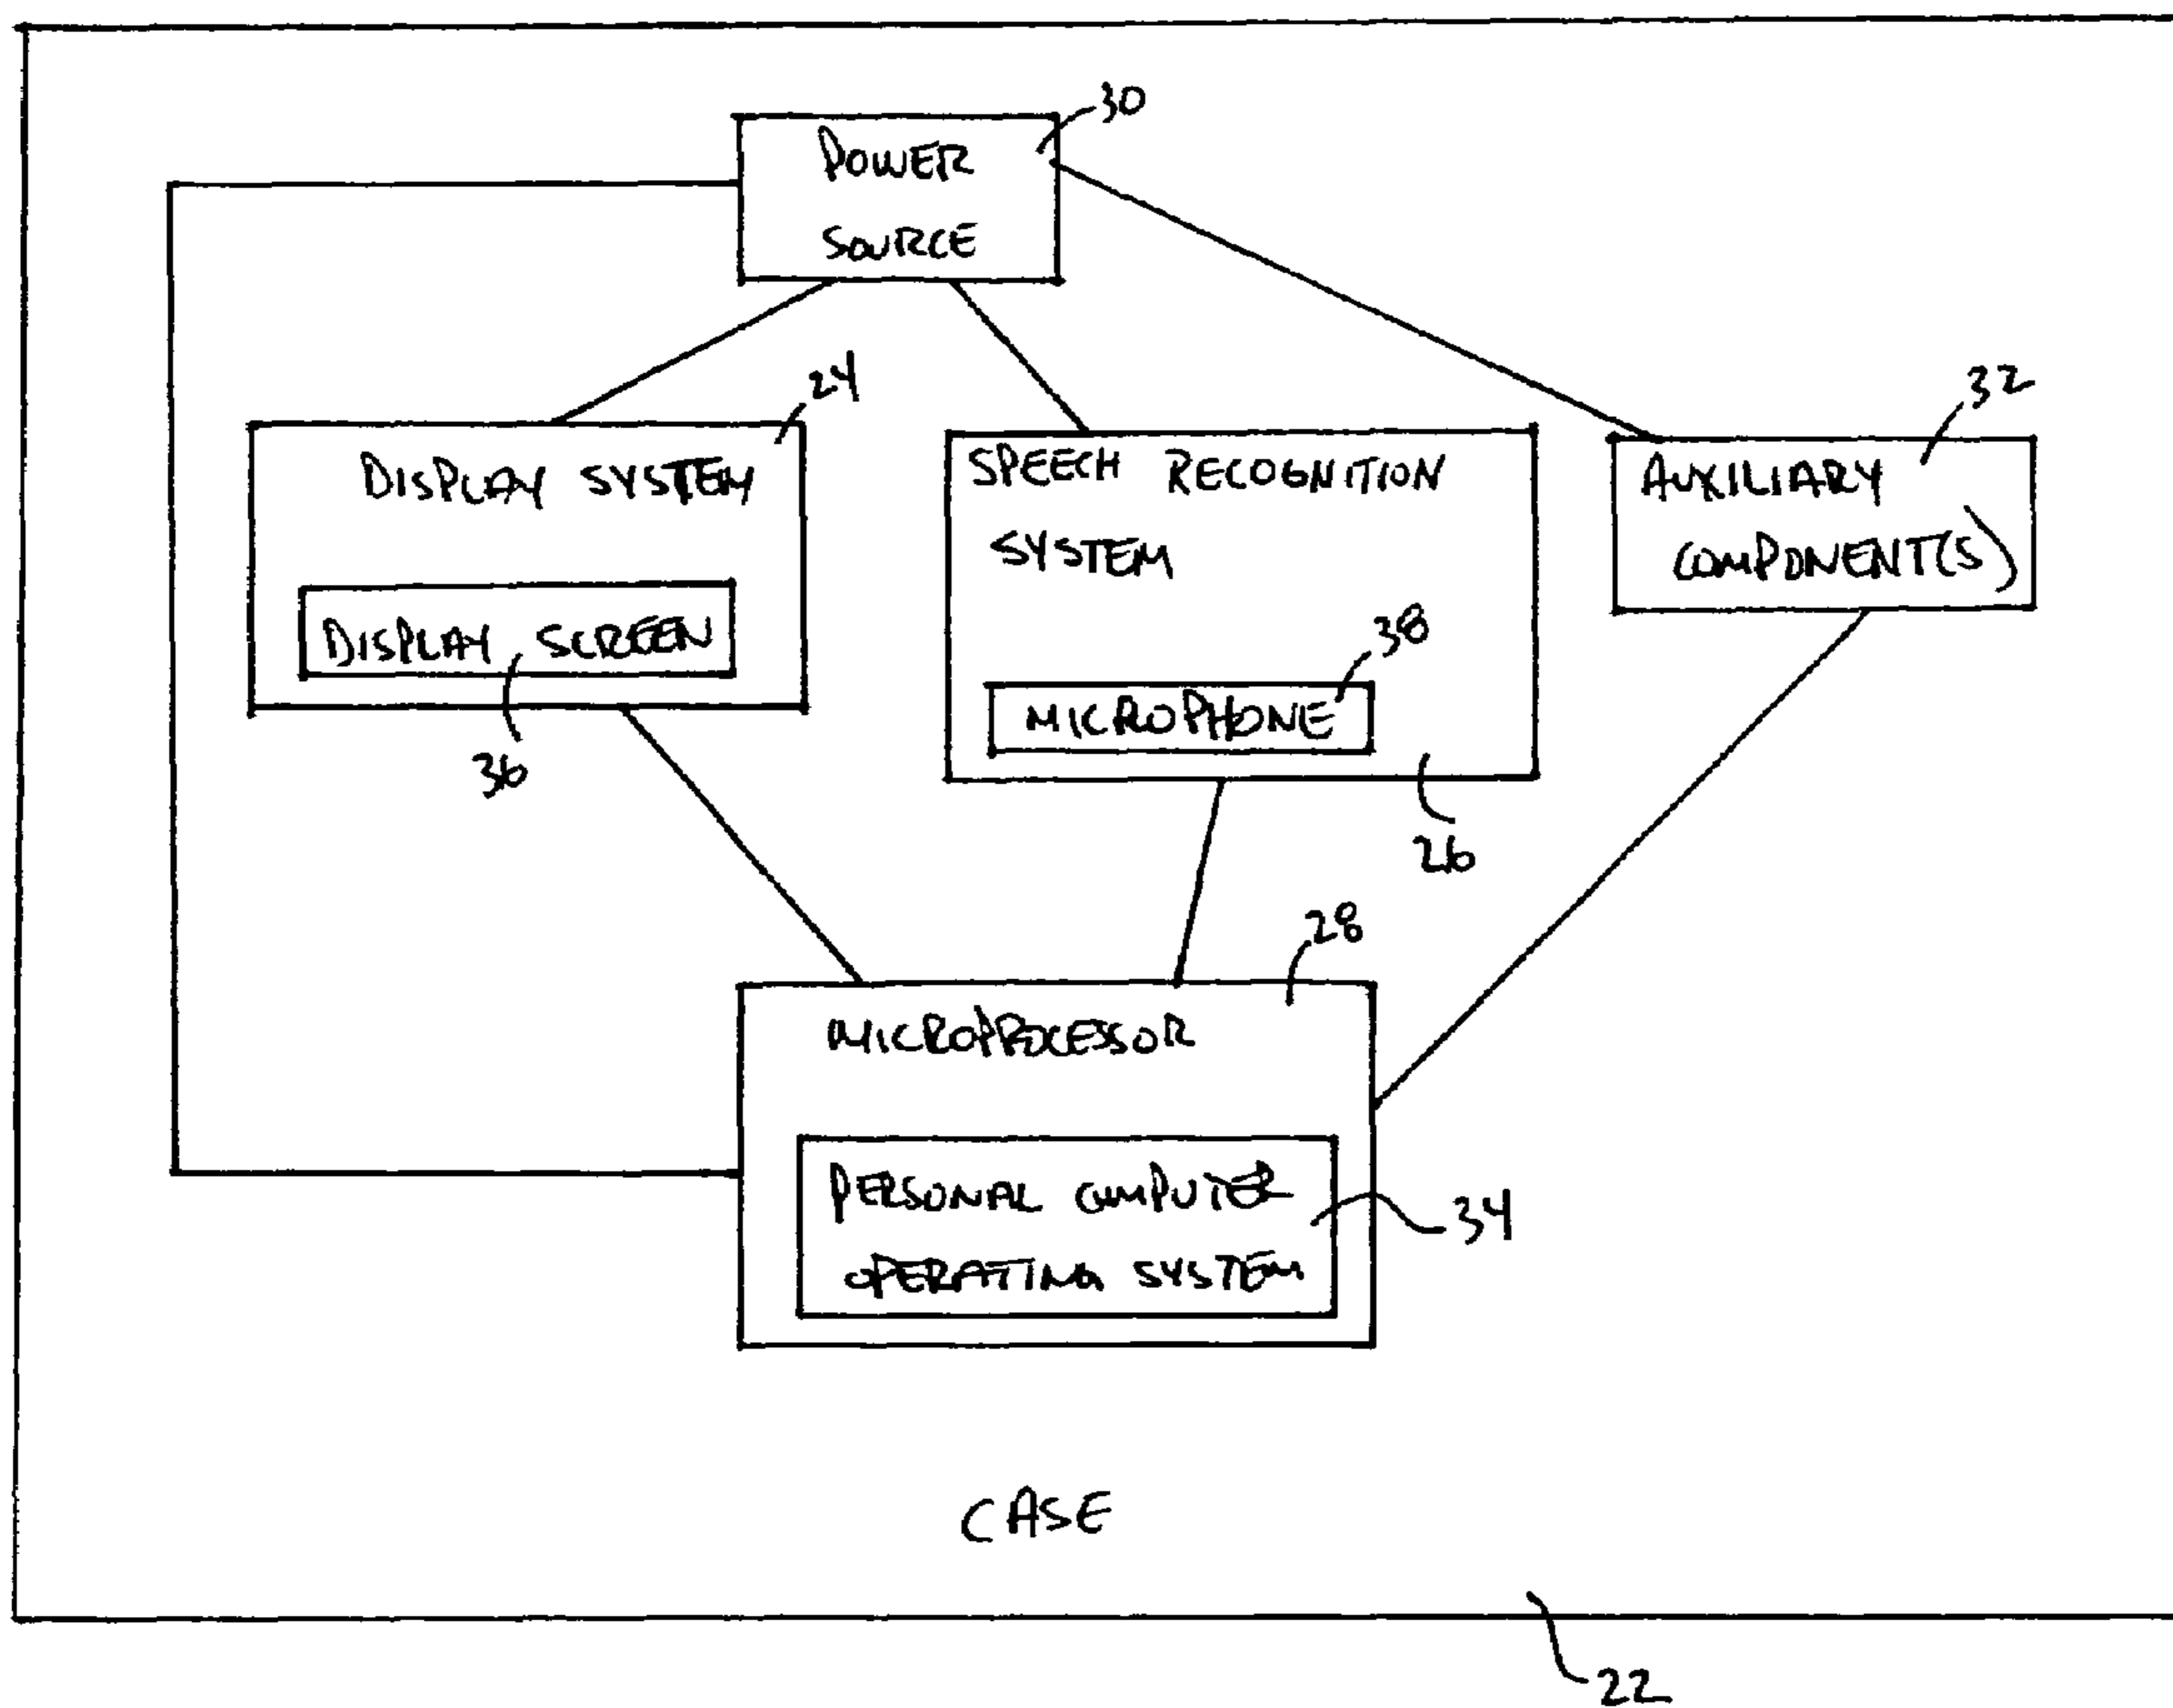 30
POWER
SOURCE
24
DISPLAY SYSTEM
DISPLAY SCREEN
36
SPEECH RECOGNITION
SYSTEM
38
MICROPHONE
26
32
AUXILIARY
COMPONENT(S)
28
MICROPROCESSOR
PERSONAL COMPUTER
OPERATING SYSTEM
34
CASE
22